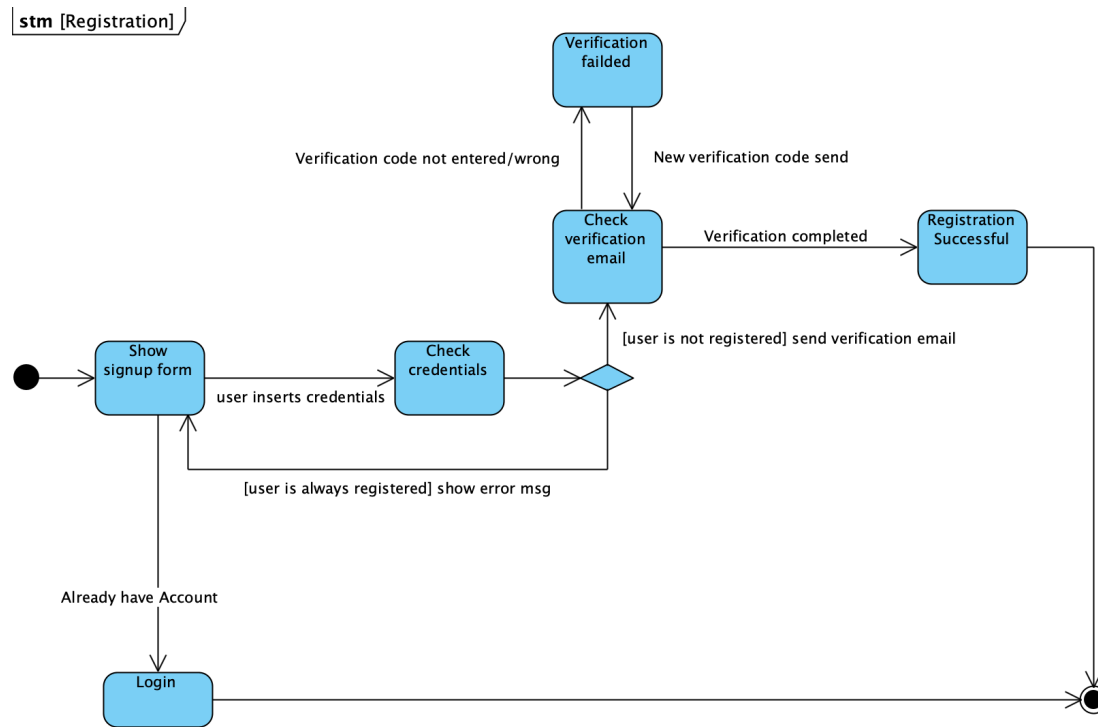 stm [Registration]
Verification
failded
Verification code not entered/wrong
New verification code send
Check
verification
email
Verification completed
Registration
Successful
[user is not registered] send verification email
Show
signup form
user inserts credentials
Check
credentials
[user is always registered] show error msg
Already have Account
Login